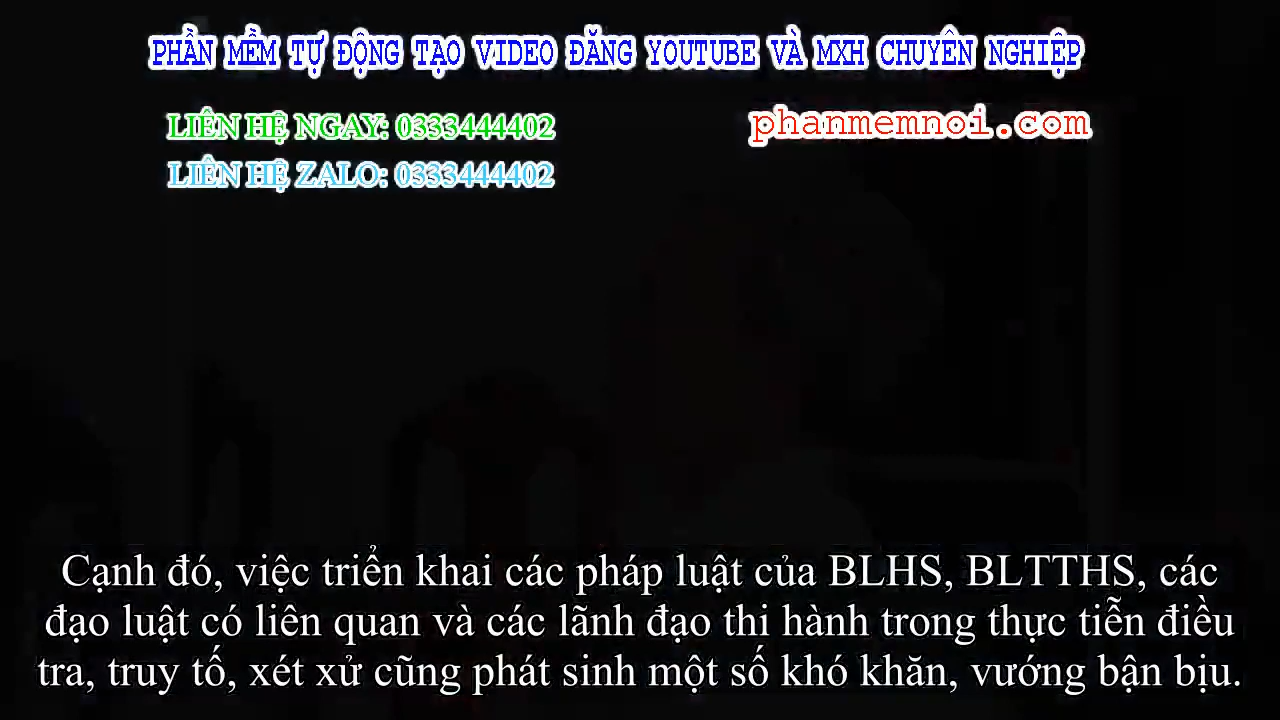 PHẦN MỀM TỰ ĐỘNG TẠO VIDEO ĐĂNG YOUTUBE VÀ MXH CHUYÊN NGHIỆP
LIÊN HỆ NGAY: 0333444402
phanmemnoi.com
LIÊN HỆ ZALO: 0333444402
Cạnh đó, việc triển khai các pháp luật của BLHS, BLTTHS, các
đạo luật có liên quan và các lãnh đạo thi hành trong thực tiễn điều
tra, truy tố, xét xử cũng phát sinh một số khó khăn, vướng bận bịu.